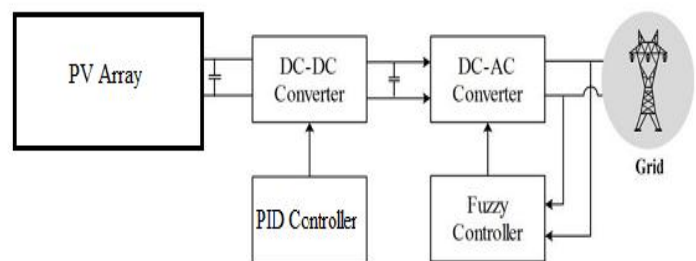 PV Array
DC-DC
Converter
DC-AC
Converter
Grid
PID Controller
Fuzzy
Controller